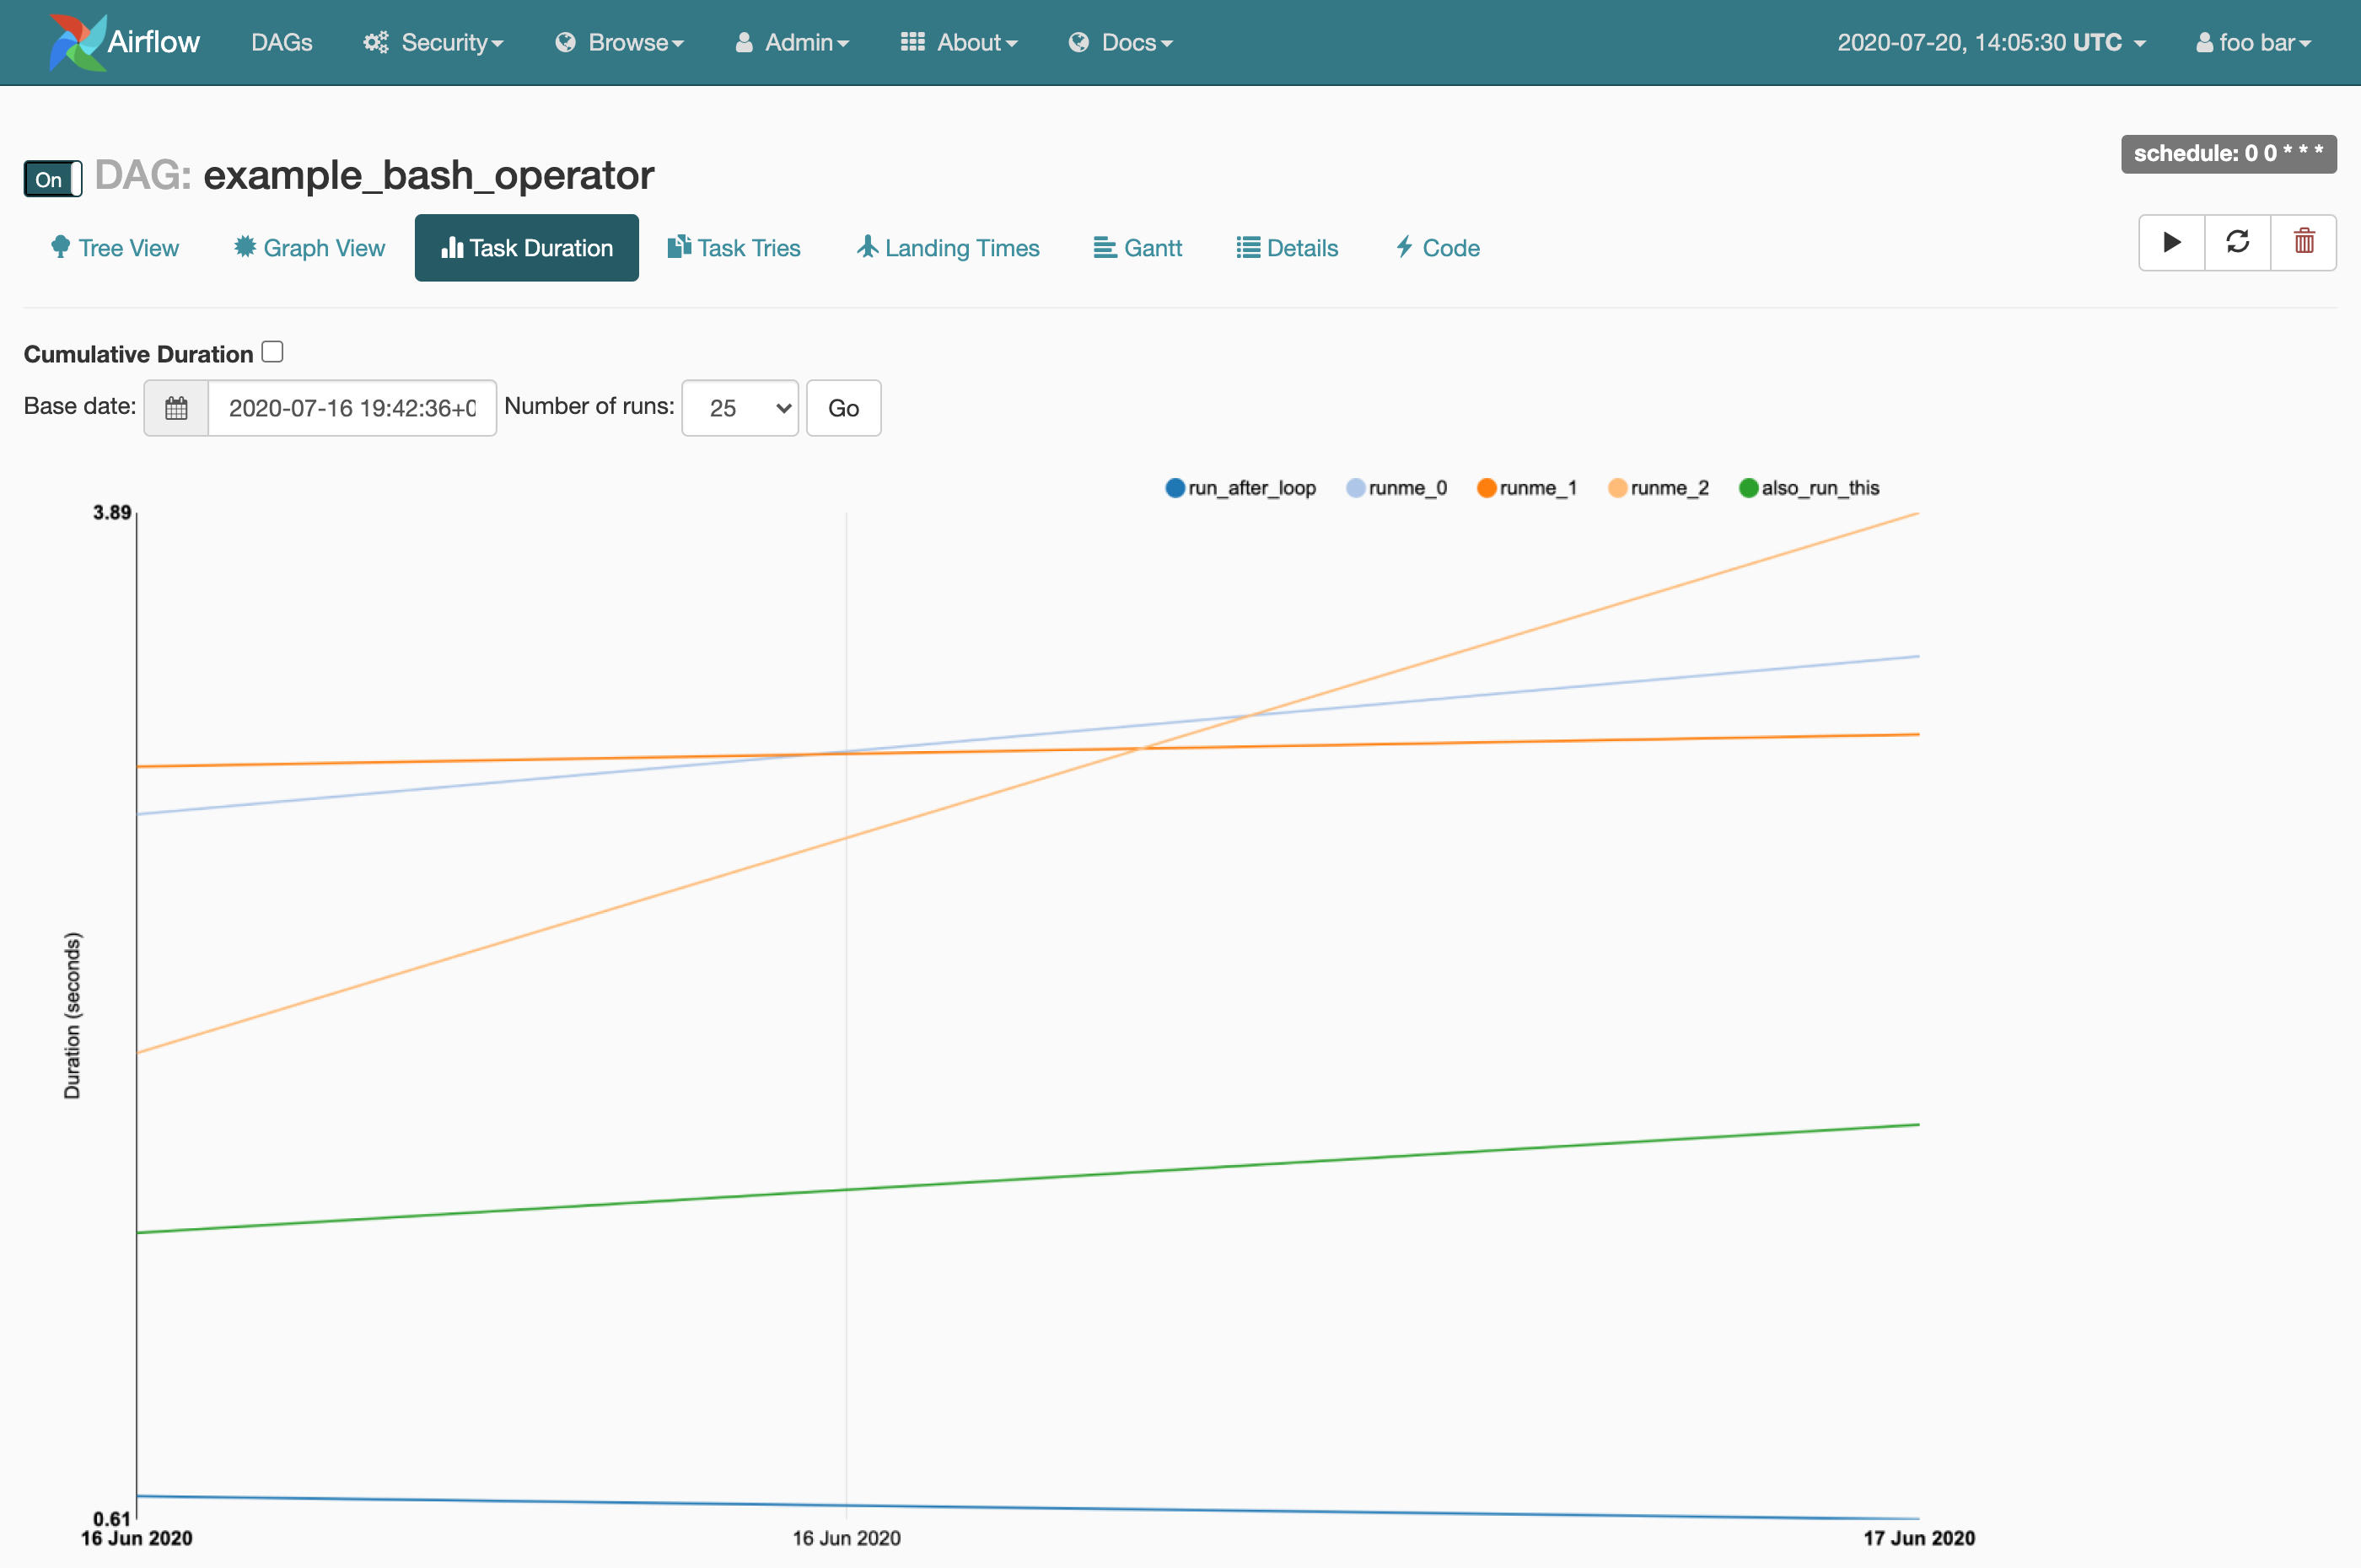 Airflow DAGs Security Browse Admin About Docs 2020-07-20, 14:05:30 UTC foo bar
schedule: 0 0 * * *
On DAG: example_bash_operator
Tree View Graph View Task Duration Task Tries Landing Times Gantt Details Code
Cumulative Duration
Base date: 2020-07-16 19:42:36+0 Number of runs: 25 Go
run_after_loop runme_0 runme_1 runme_2 also_run_this
3.89
Duration (seconds)
0.61
16 Jun 2020 16 Jun 2020 17 Jun 2020